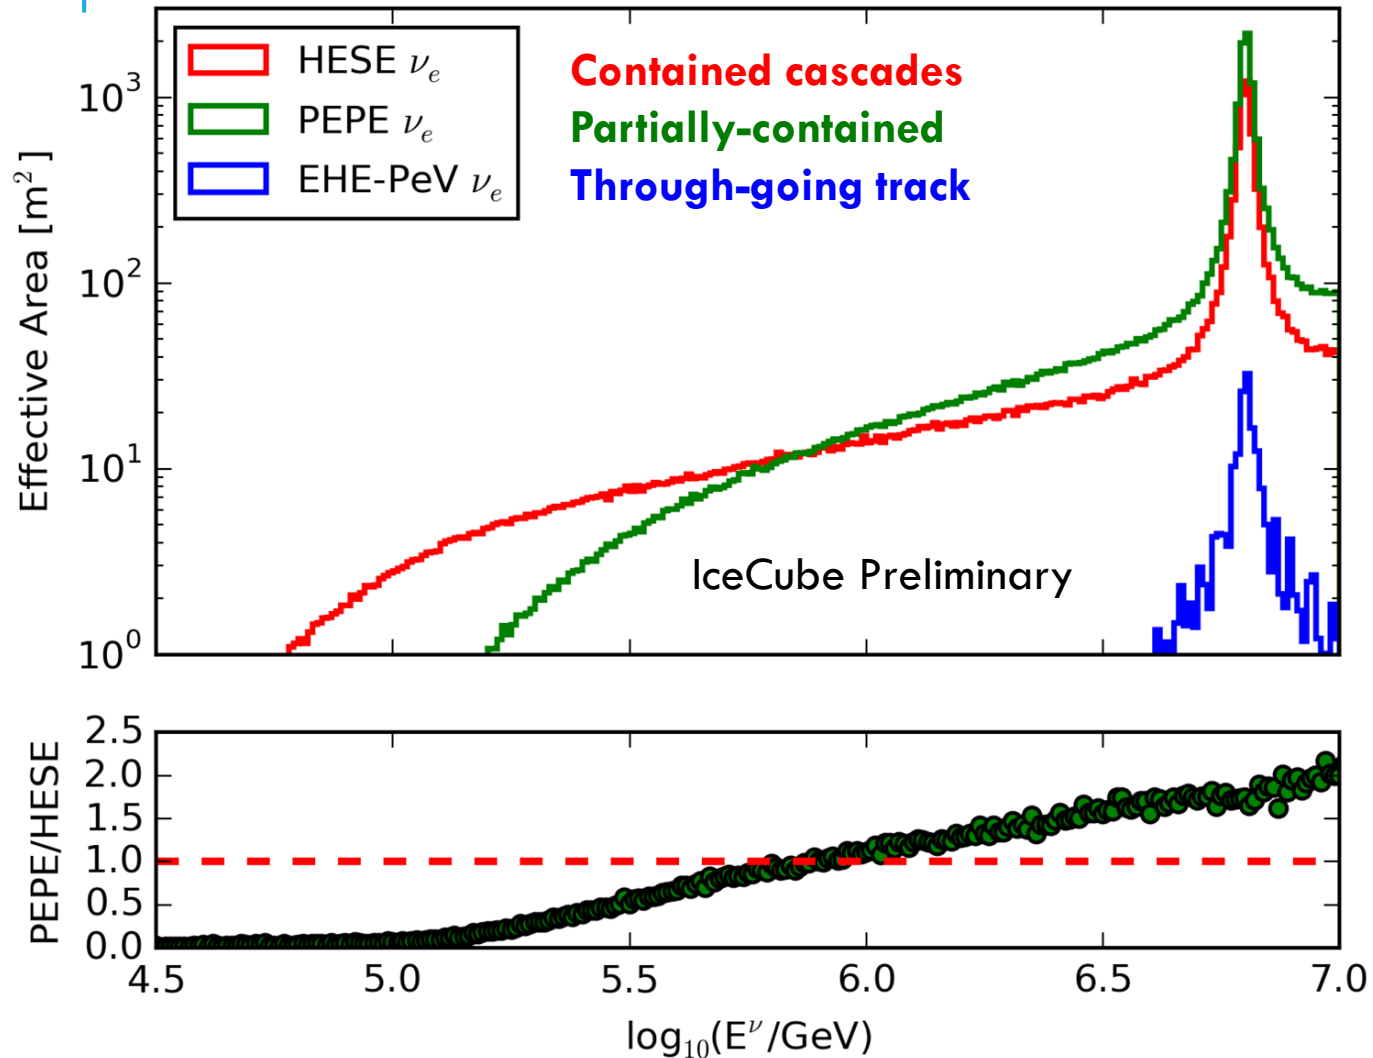 HESE νₑ
PEPE νₑ
EHE-PeV νₑ
Contained cascades
Partially-contained
Through-going track
IceCube Preliminary
Effective Area [m²]
10³
10²
10¹
10⁰
PEPE/HESE
2.5
2.0
1.5
1.0
0.5
0.0
4.5 5.0 5.5 6.0 6.5 7.0
log₁₀(E^ν/GeV)